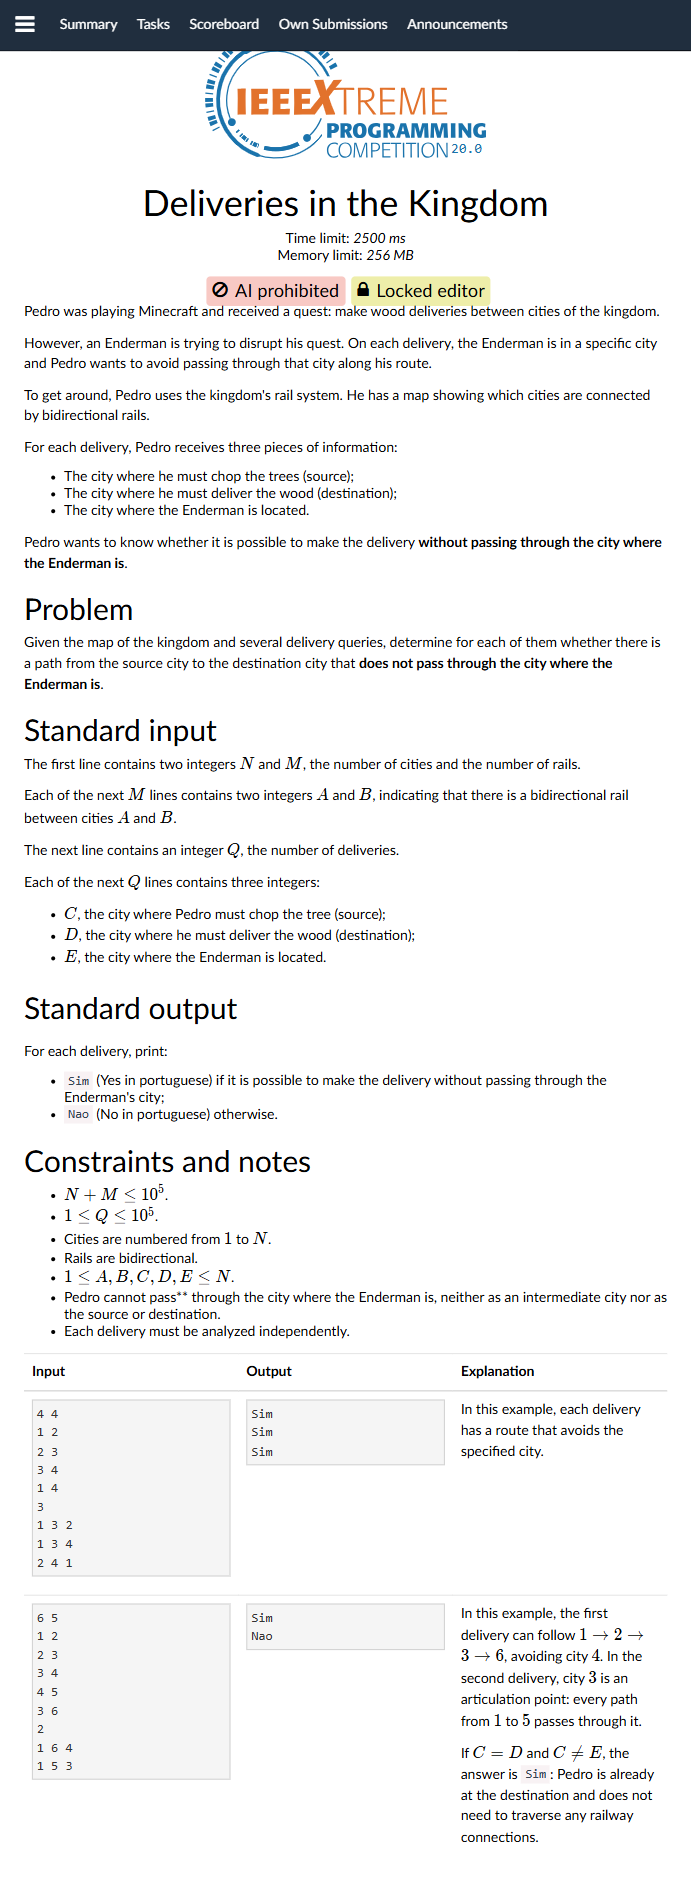 Summary Tasks Scoreboard Own Submissions Announcements
IEEEXTREME
PROGRAMMING
COMPETITION 20.0
Deliveries in the Kingdom
Time limit: 2500 ms
Memory limit: 256 MB
AI prohibited Locked editor
Pedro was playing Minecraft and received a quest: make wood deliveries between cities of the kingdom.
However, an Enderman is trying to disrupt his quest. On each delivery, the Enderman is in a specific city
and Pedro wants to avoid passing through that city along his route.
To get around, Pedro uses the kingdom's rail system. He has a map showing which cities are connected
by bidirectional rails.
For each delivery, Pedro receives three pieces of information:
• The city where he must chop the trees (source);
• The city where he must deliver the wood (destination);
• The city where the Enderman is located.
Pedro wants to know whether it is possible to make the delivery without passing through the city where
the Enderman is.
Problem
Given the map of the kingdom and several delivery queries, determine for each of them whether there is
a path from the source city to the destination city that does not pass through the city where the
Enderman is.
Standard input
The first line contains two integers N and M, the number of cities and the number of rails.
Each of the next M lines contains two integers A and B, indicating that there is a bidirectional rail
between cities A and B.
The next line contains an integer Q, the number of deliveries.
Each of the next Q lines contains three integers:
• C, the city where Pedro must chop the tree (source);
• D, the city where he must deliver the wood (destination);
• E, the city where the Enderman is located.
Standard output
For each delivery, print:
• Sim (Yes in portuguese) if it is possible to make the delivery without passing through the
Enderman's city;
• Nao (No in portuguese) otherwise.
Constraints and notes
• N + M ≤ 10⁵.
• 1 ≤ Q ≤ 10⁵.
• Cities are numbered from 1 to N.
• Rails are bidirectional.
• 1 ≤ A, B, C, D, E ≤ N.
• Pedro cannot pass** through the city where the Enderman is, neither as an intermediate city nor as
the source or destination.
• Each delivery must be analyzed independently.
Input Output Explanation
4 4
1 2
2 3
3 4
1 4
3
1 3 2
1 3 4
2 4 1
Sim
Sim
Sim
In this example, each delivery
has a route that avoids the
specified city.
6 5
1 2
2 3
3 4
4 5
3 6
2
1 6 4
1 5 3
Sim
Nao
In this example, the first
delivery can follow 1 → 2 →
3 → 6, avoiding city 4. In the
second delivery, city 3 is an
articulation point: every path
from 1 to 5 passes through it.
If C = D and C ≠ E, the
answer is Sim : Pedro is already
at the destination and does not
need to traverse any railway
connections.